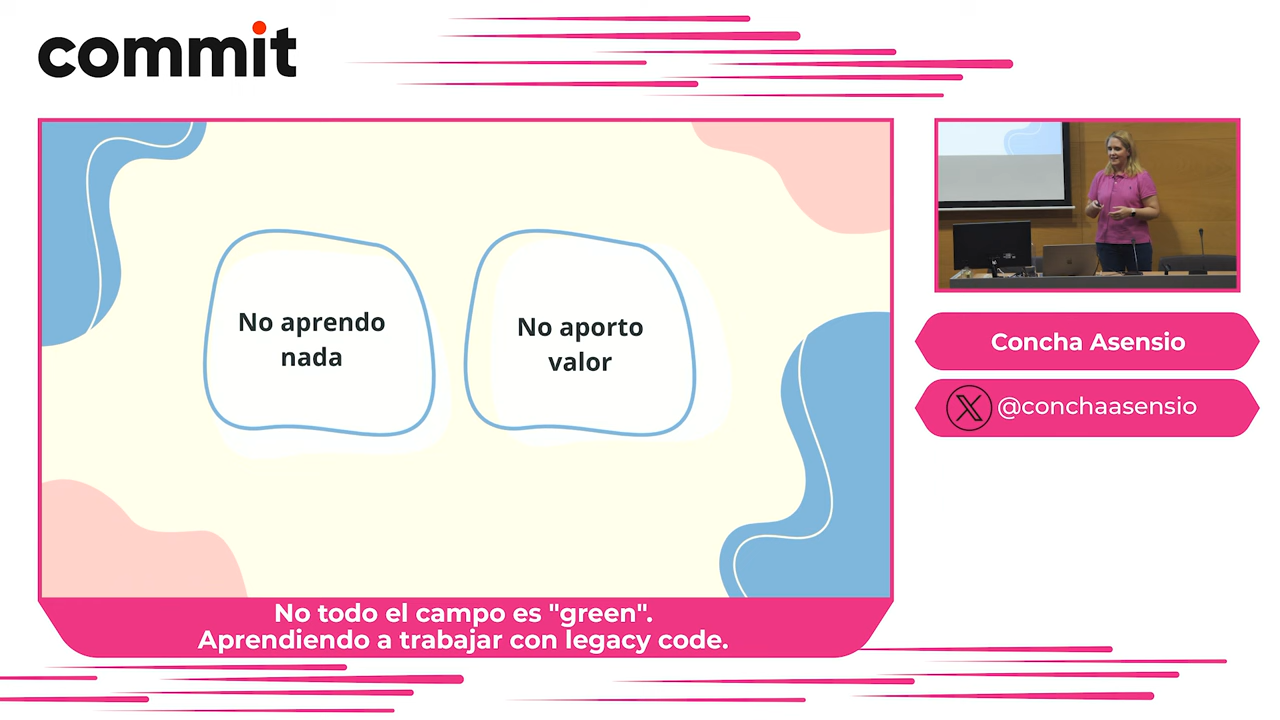 commit
No aprendo
nada
No aporto
valor
Concha Asensio
@conchaasensio
No todo el campo es "green".
Aprendiendo a trabajar con legacy code.